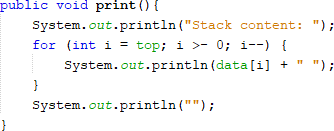 public void print(){
System.out.println("Stack content: ");
for (int i = top; i >- 0; i--) {
System.out.println(data[i] + " ");
}
System.out.println("");
}